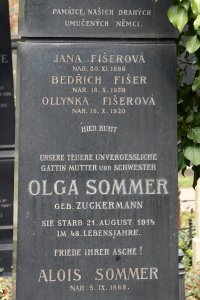 PAMÁTCE NAŠICH DRAHÝCH
UMUČENÝCH NĚMCI.
JANA FIŠEROVÁ
NAR. 20. XI. 1896
BEDŘICH FIŠER
NAR. 18. X. 1920
OLLYNKA FIŠEROVÁ
NAR. 18. X. 1920
HIER RUHT
UNSERE TEUERE UNVERGESSLICHE
GATTIN MUTTER UND SCHWESTER
OLGA SOMMER
GEB. ZUCKERMANN
SIE STARB 21. AUGUST 1914
IM 48. LEBENSJAHRE.
FRIEDE IHRER ASCHE!
ALOIS SOMMER
NAR. 5. IX. 1868.